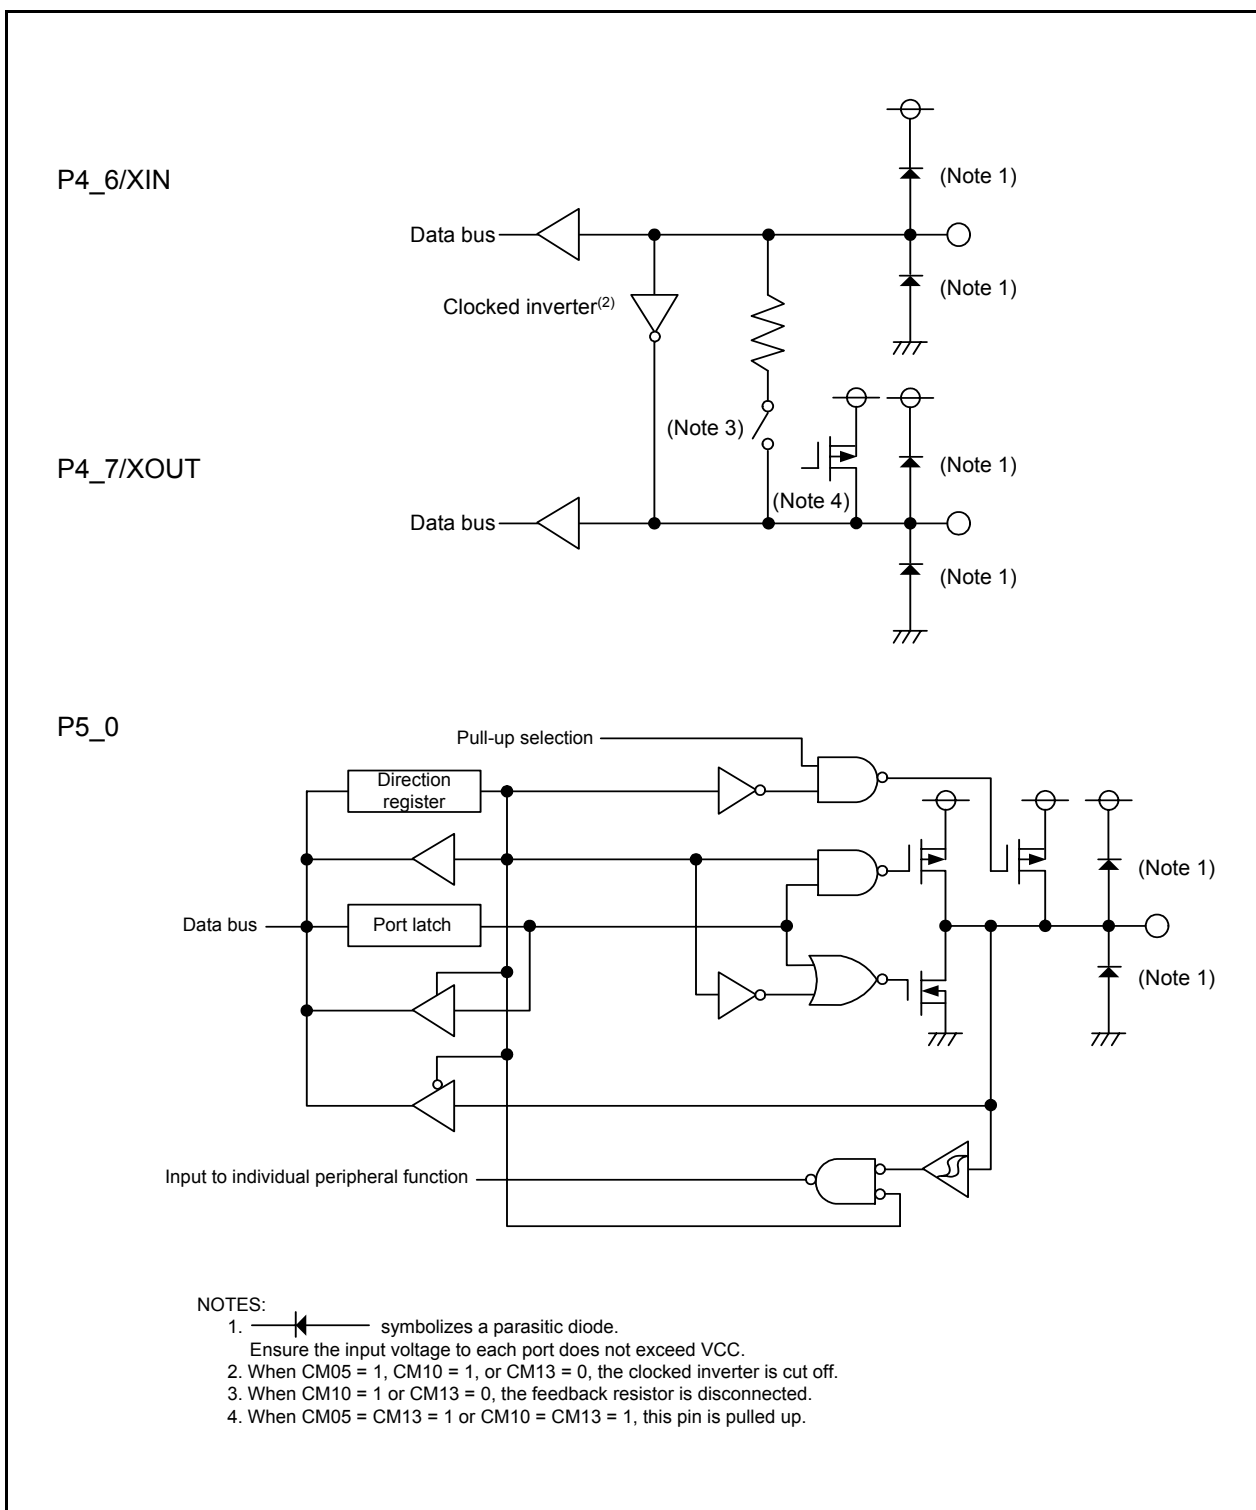 P4_6/XIN
(Note 1)
Data bus
Clocked inverter(2)
(Note 1)
(Note 3)
P4_7/XOUT
(Note 1)
(Note 4)
Data bus
(Note 1)
P5_0
Pull-up selection
Direction
register
(Note 1)
Data bus
Port latch
(Note 1)
Input to individual peripheral function
NOTES:
1. symbolizes a parasitic diode.
Ensure the input voltage to each port does not exceed VCC.
2. When CM05 = 1, CM10 = 1, or CM13 = 0, the clocked inverter is cut off.
3. When CM10 = 1 or CM13 = 0, the feedback resistor is disconnected.
4. When CM05 = CM13 = 1 or CM10 = CM13 = 1, this pin is pulled up.